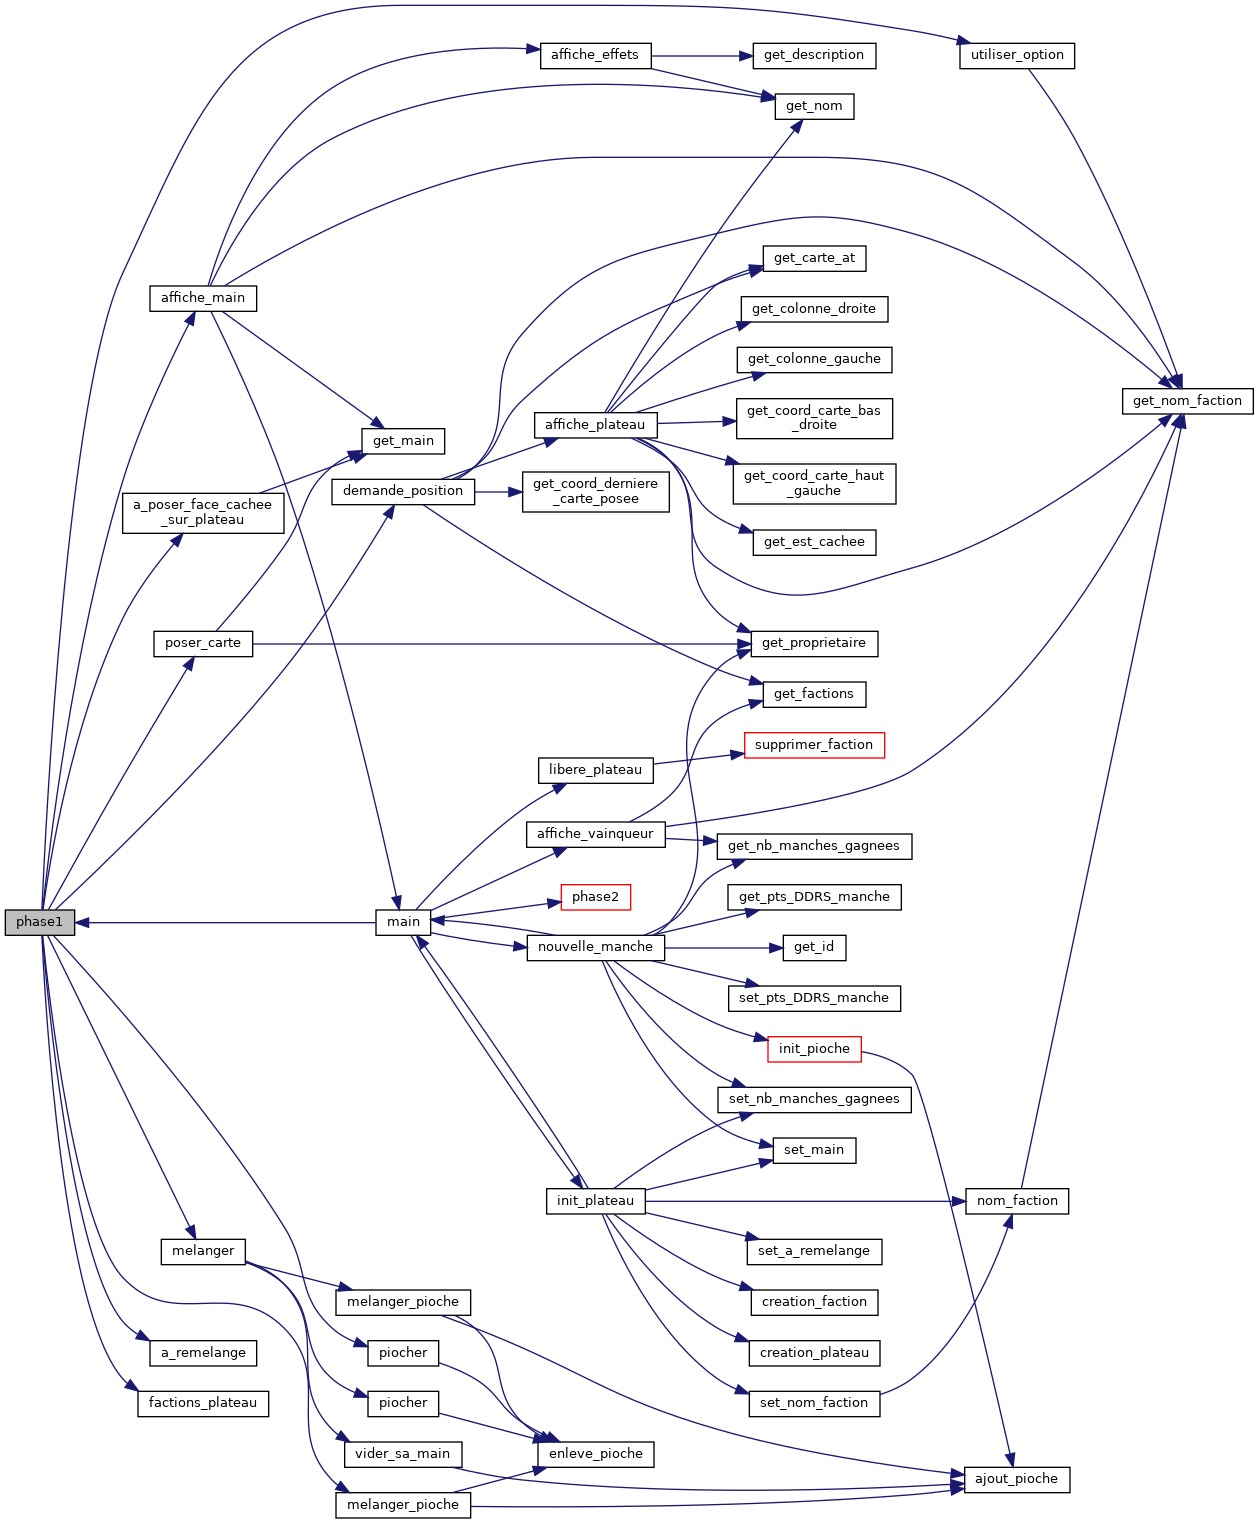 affiche_effets
get_description
utiliser_option
get_nom
get_carte_at
affiche_main
get_colonne_droite
get_colonne_gauche
get_nom_faction
get_coord_carte_bas
_droite
affiche_plateau
get_main
get_coord_carte_haut
_gauche
demande_position
get_coord_derniere
_carte_posee
a_poser_face_cachee
_sur_plateau
get_est_cachee
poser_carte
get_proprietaire
get_factions
supprimer_faction
libere_plateau
affiche_vainqueur
get_nb_manches_gagnees
phase2
get_pts_DDRS_manche
phase1
main
nouvelle_manche
get_id
set_pts_DDRS_manche
init_pioche
set_nb_manches_gagnees
set_main
init_plateau
nom_faction
melanger
set_a_remelange
melanger_pioche
creation_faction
a_remelange
piocher
creation_plateau
factions_plateau
piocher
set_nom_faction
vider_sa_main
enleve_pioche
ajout_pioche
melanger_pioche